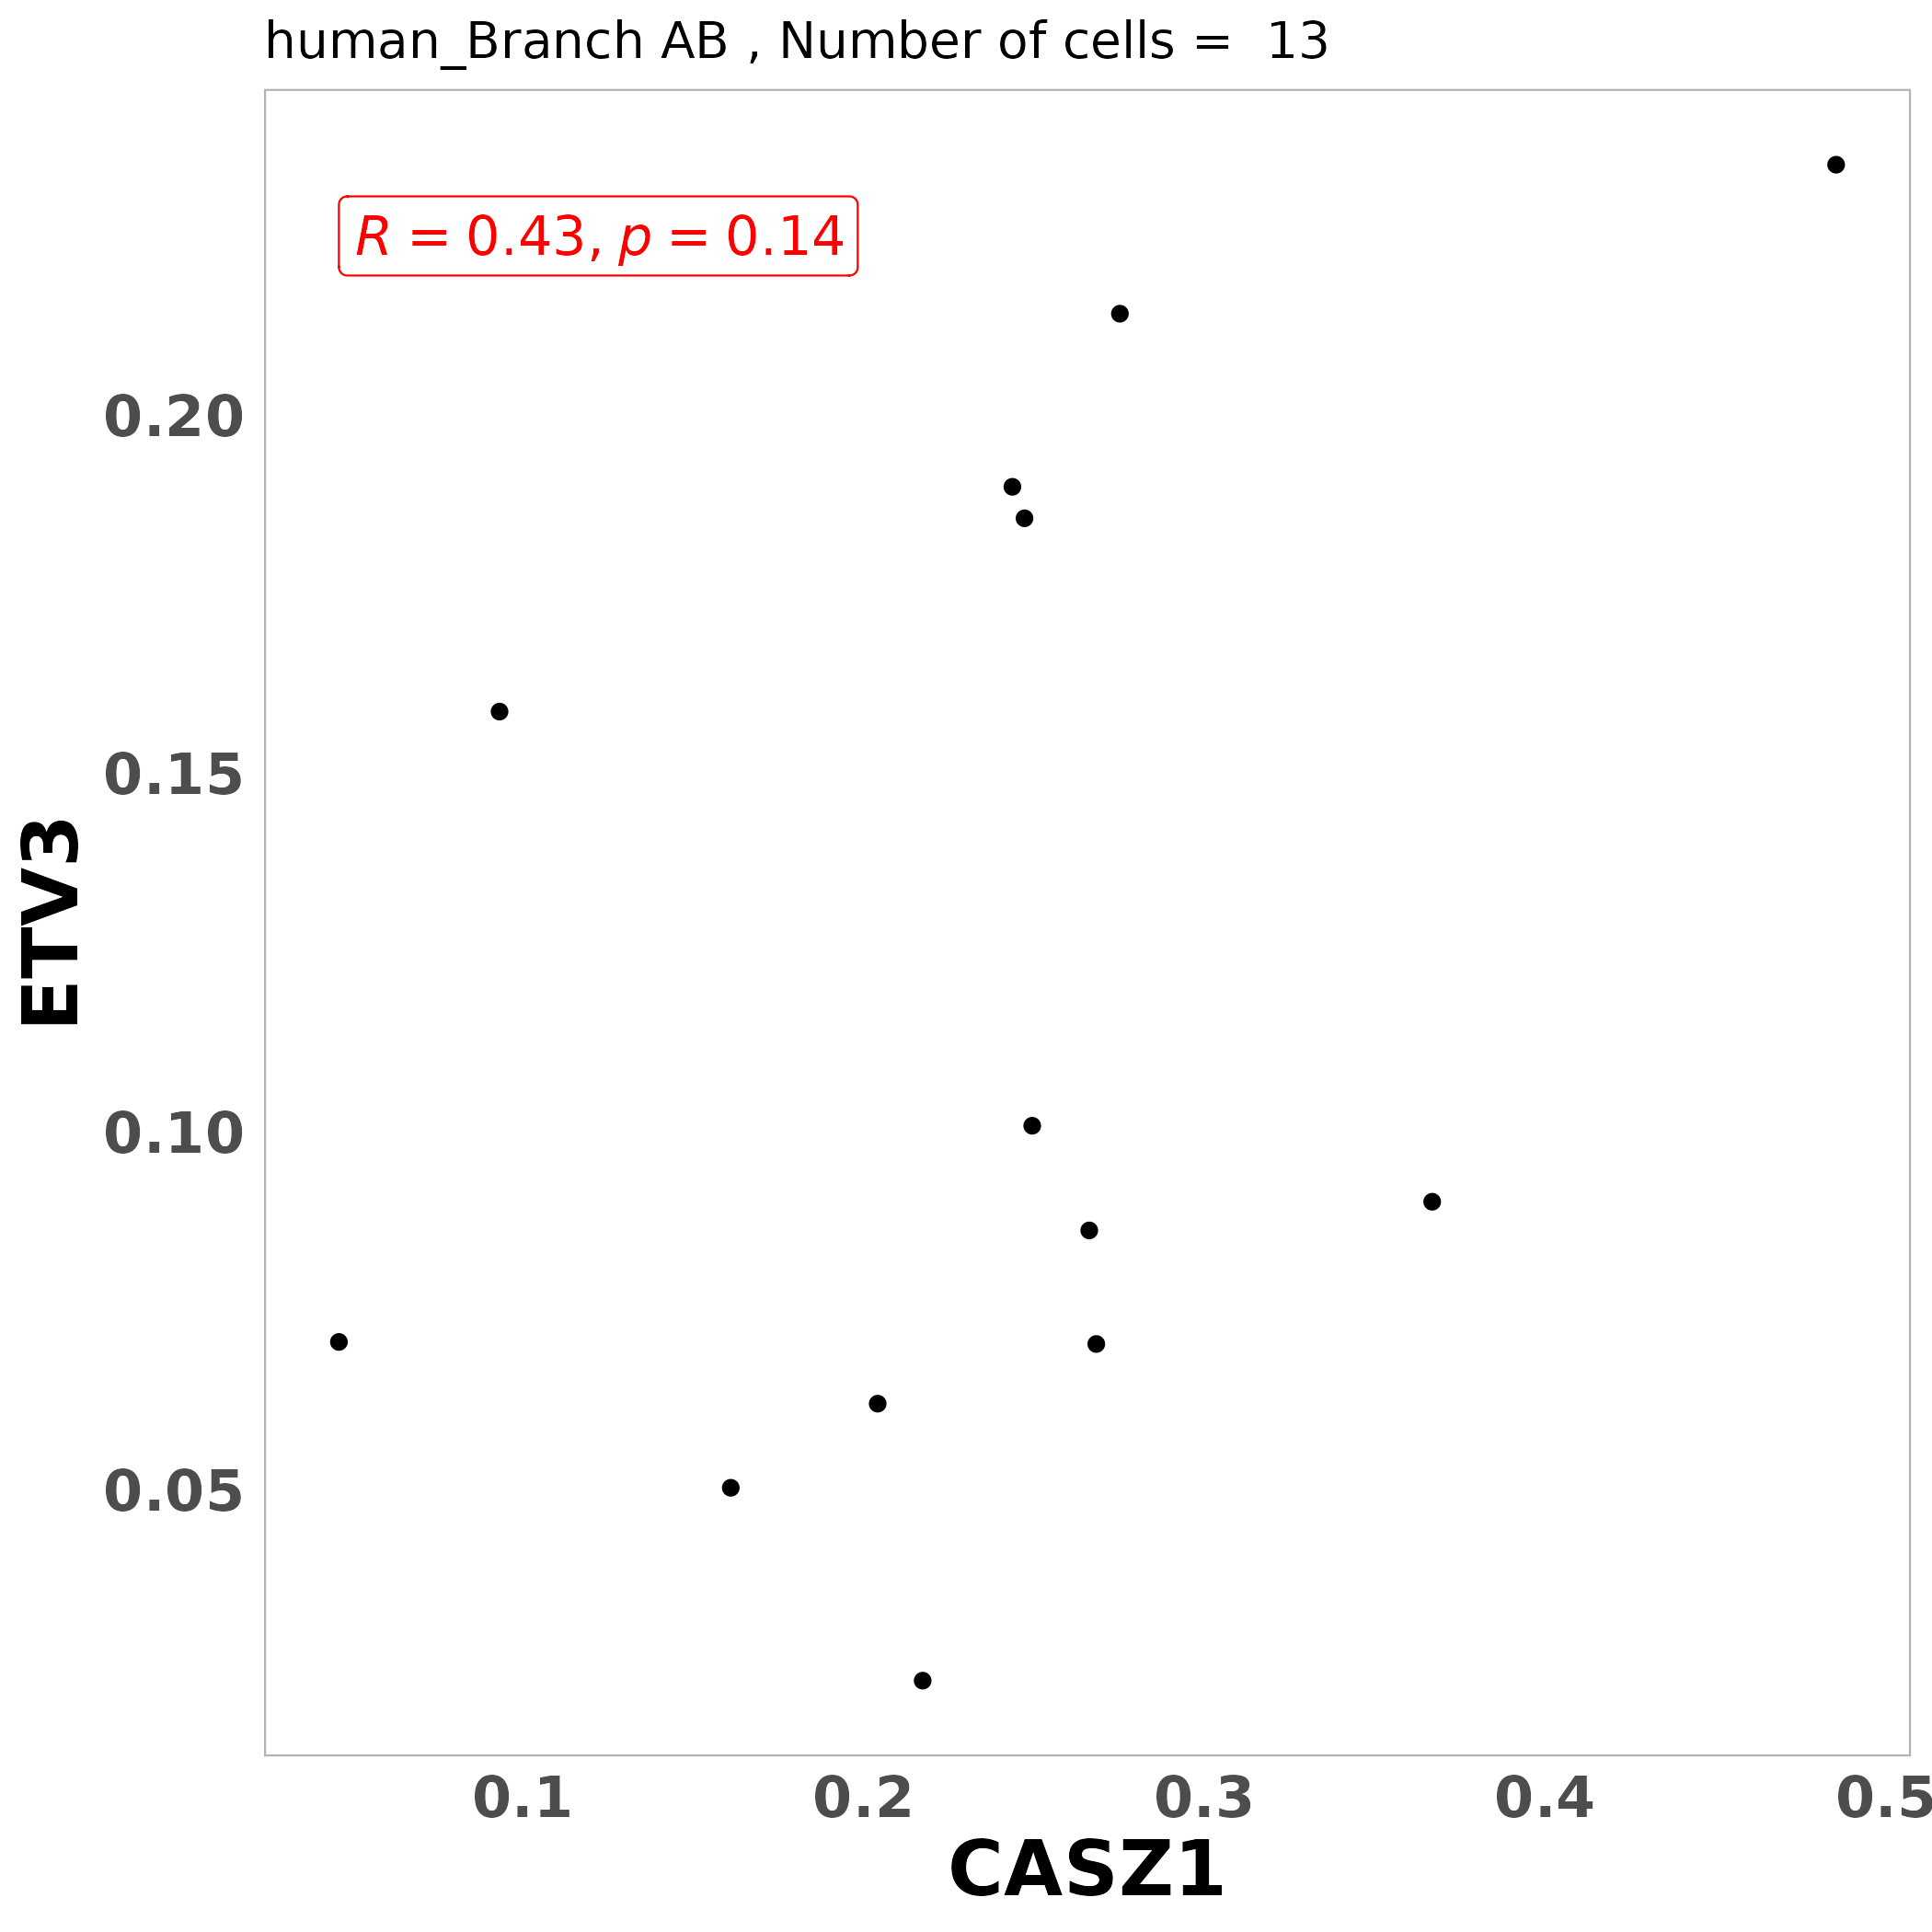 human_Branch AB , Number of cells =  13
R = 0.43, p = 0.14
0.20
0.15
0.10
0.05
ETV3
0.1 0.2 0.3 0.4 0.5
CASZ1